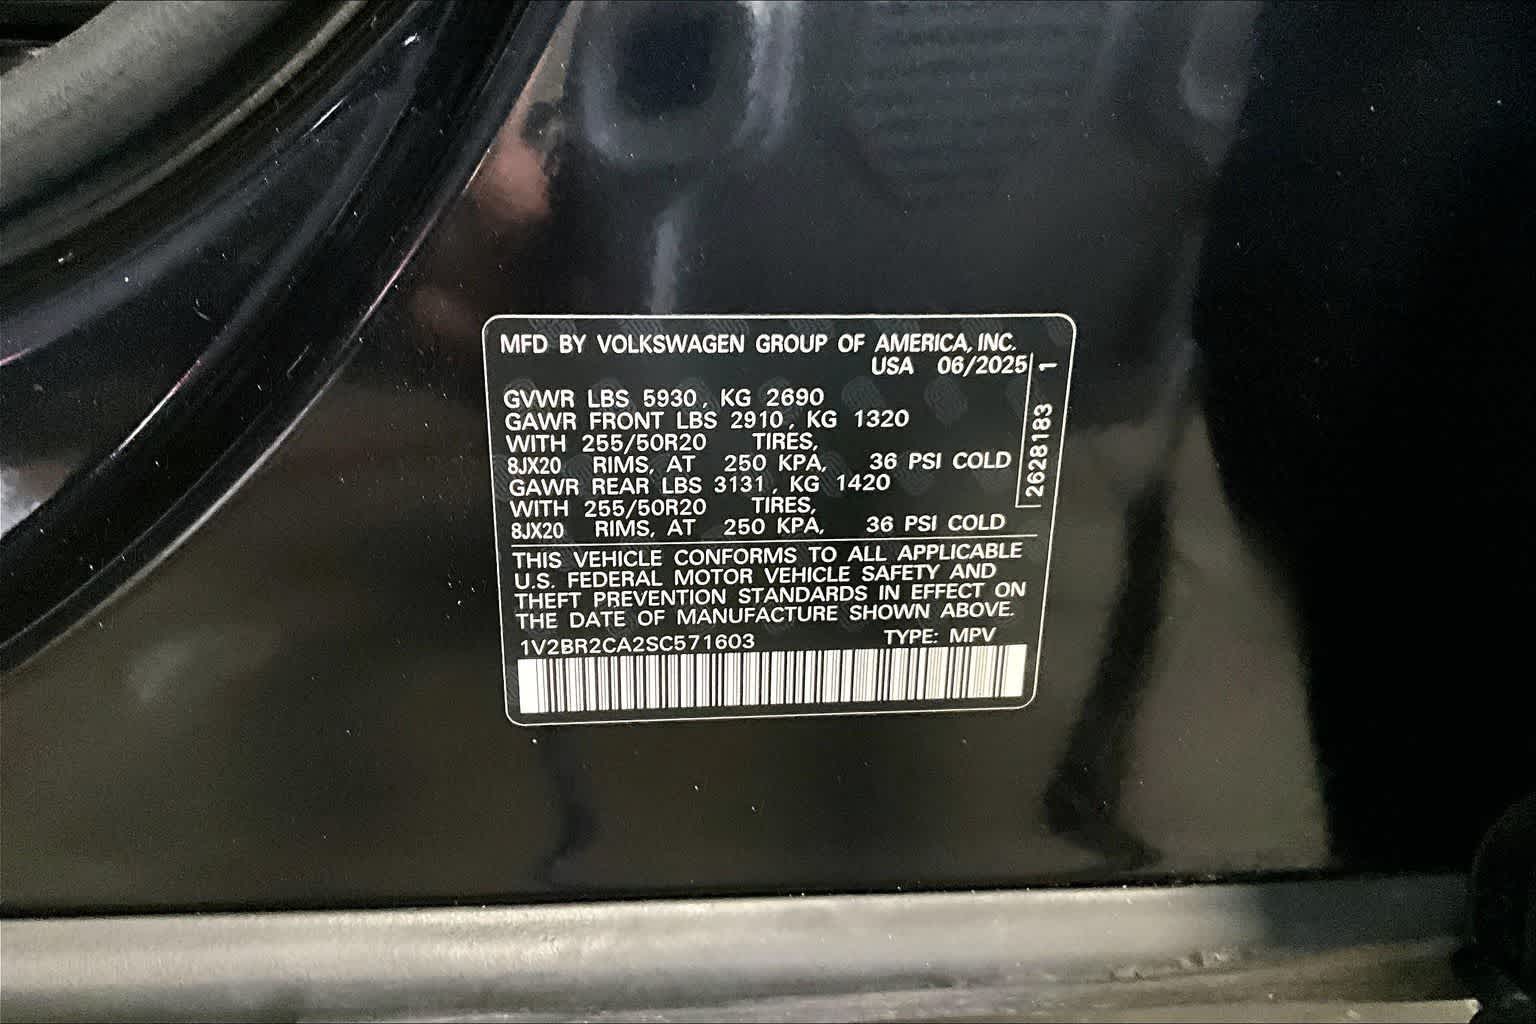 MFD BY VOLKSWAGEN GROUP OF AMERICA, INC.
USA 06/2025
GVWR LBS 5930, KG 2690
GAWR FRONT LBS 2910, KG 1320
WITH 255/50R20 TIRES,
8JX20 RIMS, AT 250 KPA, 36 PSI COLD
GAWR REAR LBS 3131, KG 1420
WITH 255/50R20 TIRES,
8JX20 RIMS, AT 250 KPA, 36 PSI COLD
2628183 1
THIS VEHICLE CONFORMS TO ALL APPLICABLE
U.S. FEDERAL MOTOR VEHICLE SAFETY AND
THEFT PREVENTION STANDARDS IN EFFECT ON
THE DATE OF MANUFACTURE SHOWN ABOVE.
1V2BR2CA2SC571603 TYPE: MPV